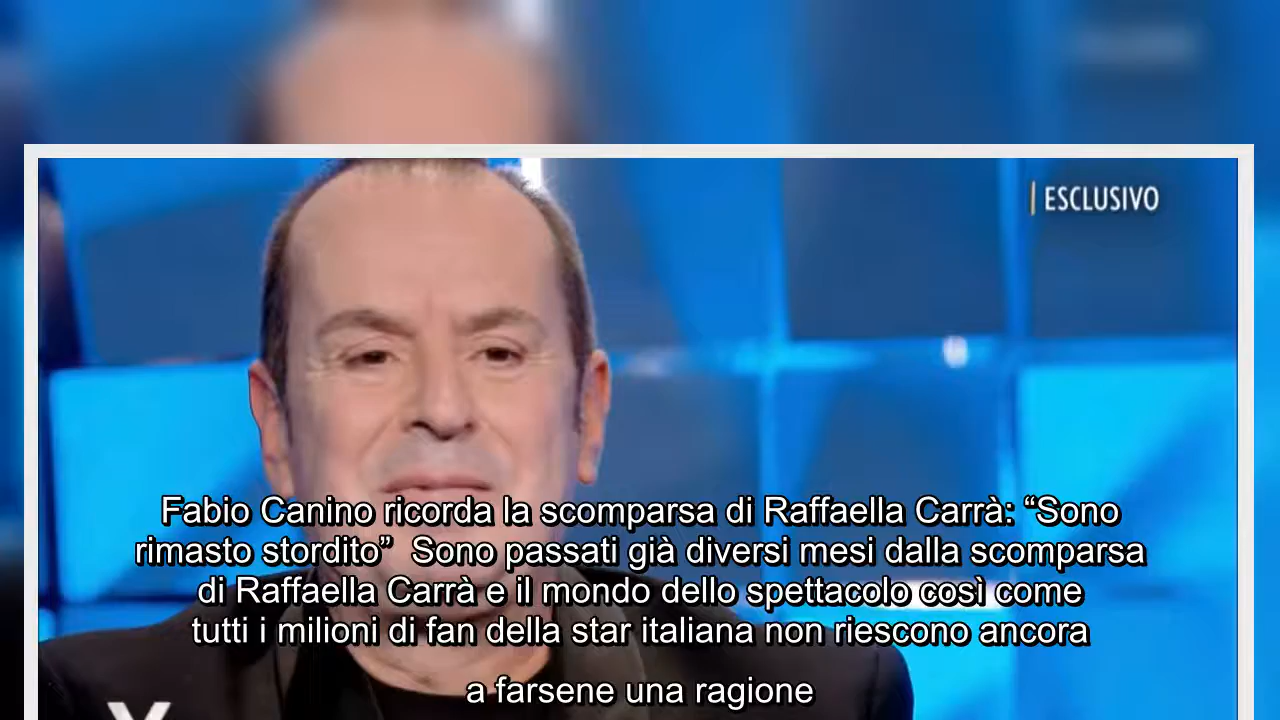 ESCLUSIVO
Fabio Canino ricorda la scomparsa di Raffaella Carrà: “Sono
rimasto stordito”  Sono passati già diversi mesi dalla scomparsa
di Raffaella Carrà e il mondo dello spettacolo così come
tutti i milioni di fan della star italiana non riescono ancora
a farsene una ragione